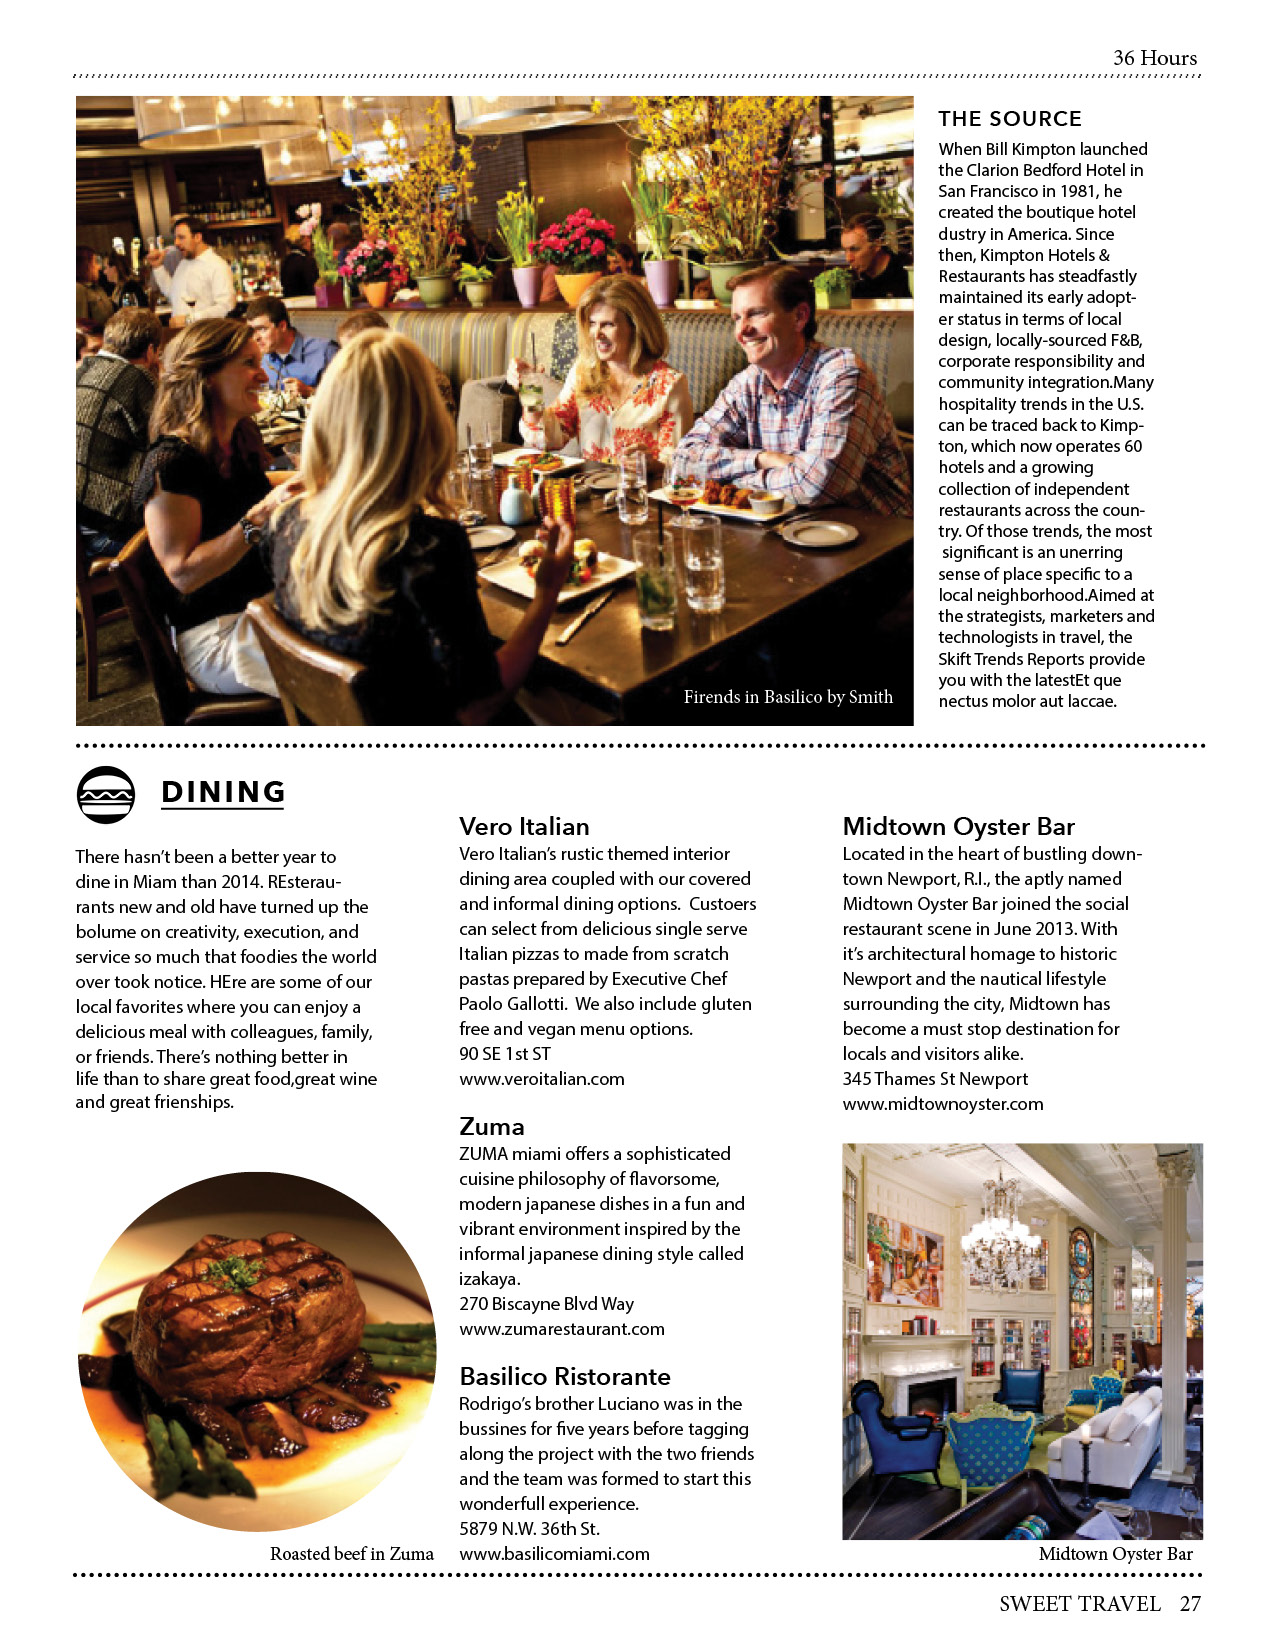 36 Hours
THE SOURCE
When Bill Kimpton launched
the Clarion Bedford Hotel in
San Francisco in 1981, he
created the boutique hotel
dustry in America. Since
then, Kimpton Hotels &
Restaurants has steadfastly
maintained its early adopt-
er status in terms of local
design, locally-sourced F&B,
corporate responsibility and
community integration.Many
hospitality trends in the U.S.
can be traced back to Kimp-
ton, which now operates 60
hotels and a growing
collection of independent
restaurants across the coun-
try. Of those trends, the most
significant is an unerring
sense of place specific to a
local neighborhood.Aimed at
the strategists, marketers and
technologists in travel, the
Skift Trends Reports provide
you with the latestEt que
nectus molor aut laccae.
Firends in Basilico by Smith
DINING
There hasn't been a better year to
dine in Miam than 2014. REsterau-
rants new and old have turned up the
bolume on creativity, execution, and
service so much that foodies the world
over took notice. HEre are some of our
local favorites where you can enjoy a
delicious meal with colleagues, family,
or friends. There's nothing better in
life than to share great food,great wine
and great frienships.
Roasted beef in Zuma
Vero Italian
Vero Italian's rustic themed interior
dining area coupled with our covered
and informal dining options.  Custoers
can select from delicious single serve
Italian pizzas to made from scratch
pastas prepared by Executive Chef
Paolo Gallotti.  We also include gluten
free and vegan menu options.
90 SE 1st ST
www.veroitalian.com
Zuma
ZUMA miami offers a sophisticated
cuisine philosophy of flavorsome,
modern japanese dishes in a fun and
vibrant environment inspired by the
informal japanese dining style called
izakaya.
270 Biscayne Blvd Way
www.zumarestaurant.com
Basilico Ristorante
Rodrigo's brother Luciano was in the
bussines for five years before tagging
along the project with the two friends
and the team was formed to start this
wonderfull experience.
5879 N.W. 36th St.
www.basilicomiami.com
Midtown Oyster Bar
Located in the heart of bustling down-
town Newport, R.I., the aptly named
Midtown Oyster Bar joined the social
restaurant scene in June 2013. With
it's architectural homage to historic
Newport and the nautical lifestyle
surrounding the city, Midtown has
become a must stop destination for
locals and visitors alike.
345 Thames St Newport
www.midtownoyster.com
Midtown Oyster Bar
SWEET TRAVEL 27